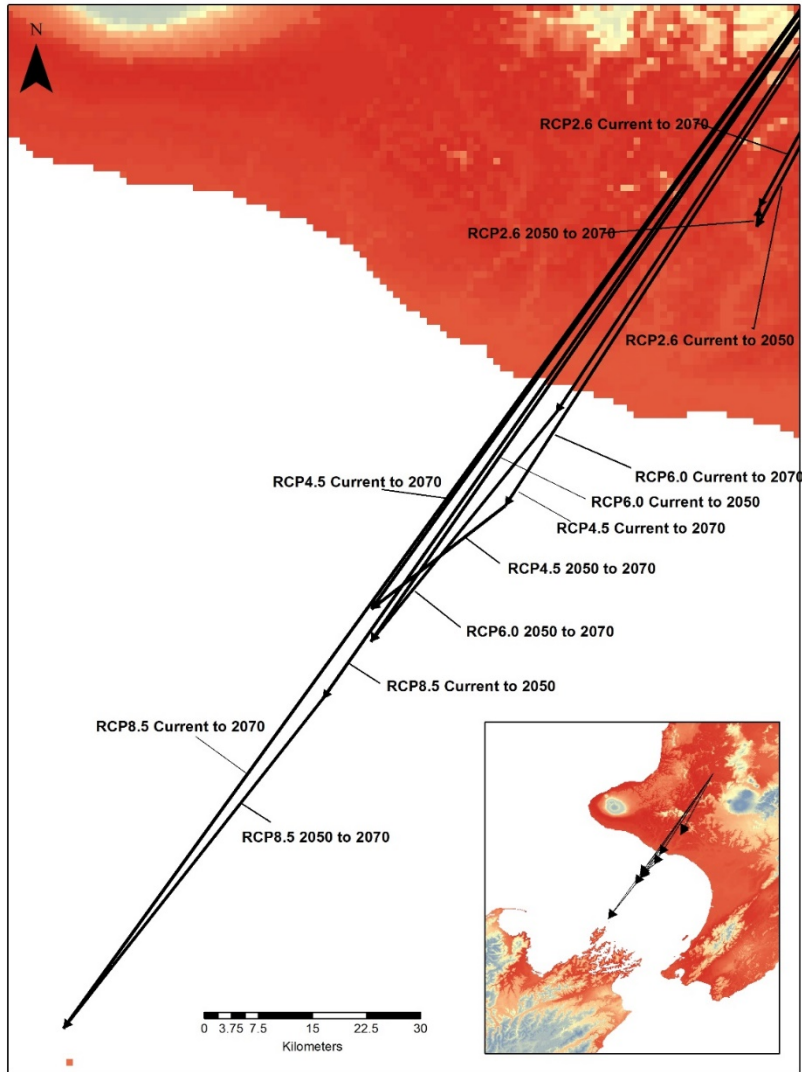 N
RCP2.6 Current to 2070
RCP2.6 2050 to 2070
RCP2.6 Current to 2050
RCP6.0 Current to 2070
RCP4.5 Current to 2070
RCP6.0 Current to 2050
RCP4.5 Current to 2070
RCP4.5 2050 to 2070
RCP6.0 2050 to 2070
RCP8.5 Current to 2050
RCP8.5 Current to 2070
RCP8.5 2050 to 2070
0 3.75 7.5 15 22.5 30
Kilometers